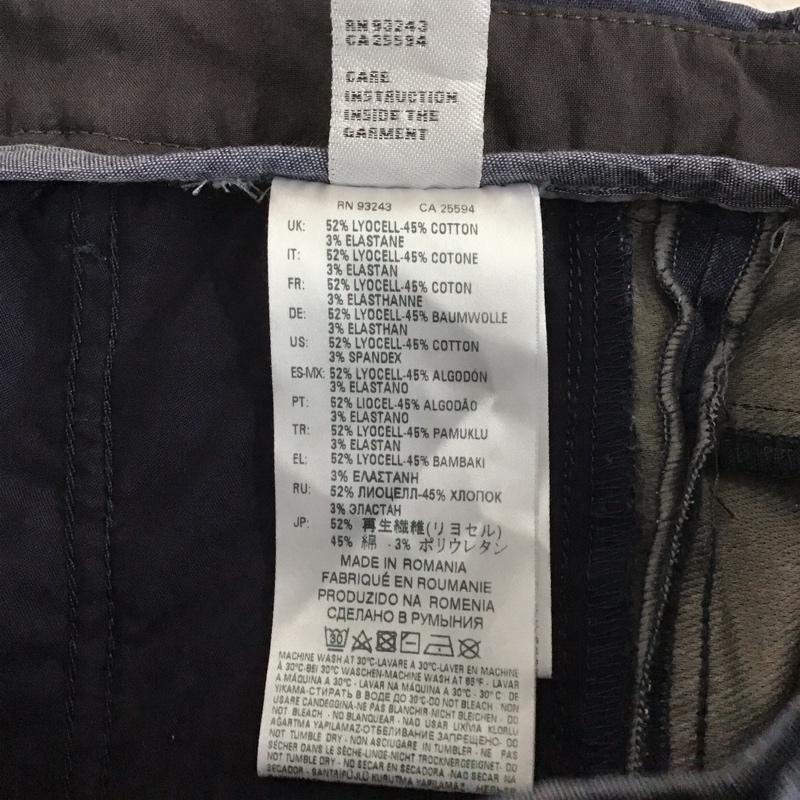 RN 93243
CA 25594
CARE
INSTRUCTION
INSIDE THE
GARMENT
RN 93243 CA 25594
UK: 52% LYOCELL-45% COTTON
3% ELASTANE
IT: 52% LYOCELL-45% COTONE
3% ELASTAN
FR: 52% LYOCELL-45% COTON
3% ELASTHANNE
DE: 52% LYOCELL-45% BAUMWOLLE
3% ELASTHAN
US: 52% LYOCELL-45% COTTON
3% SPANDEX
ES-MX: 52% LYOCELL-45% ALGODÓN
3% ELASTANO
PT: 52% LIOCEL-45% ALGODÃO
3% ELASTANO
TR: 52% LYOCELL-45% PAMUKLU
3% ELASTAN
EL: 52% LYOCELL-45% BAMBAKI
3% ΕΛΑΣΤΑΝΗ
RU: 52% ЛИОЦЕЛЛ-45% ХЛОПОК
3% ЭЛАСТАН
JP: 52% 再生繊維(リヨセル)
45% 綿 - 3% ポリウレタン
MADE IN ROMANIA
FABRIQUÉ EN ROUMANIE
PRODUZIDO NA ROMENIA
СДЕЛАНО В РУМЫНИЯ
30
MACHINE WASH AT 30°C-LAVARE A 30°C-LAVER EN MACHINE
À 30°C-BEI 30°C WASCHEN-MACHINE WASH AT 85°F - LAVAR
A MÁQUINA A 30°C - LAVAR NA MÁQUINA A 30°C - 30° C DE
YIKAMA-СТИРАТЬ В ВОДЕ ДО 30°C-DO NOT BLEACH - NON
USARE CANDEGGINA-NE PAS BLANCHIR-NICHT BLEICHEN - DO
NOT BLEACH - NO BLANQUEAR - NÃO USAR LIXÍVIA KLORLU
AĞARTMA YAPILAMAZ-ОТБЕЛИВАНИЕ ЗАПРЕЩЕНО- DO
NOT TUMBLE DRY - NON ASCIUGARE IN TUMBLER - NE PAS
SÉCHER DANS LE SÈCHE-LINGE-NICHT TROCKNERGEEIGNET- DO
NOT TUMBLE DRY - NO SECAR EN SECADORA - NÃO SECAR NO
SECADOR - SANTRİFÜJLÜ KURUTMA YAPILAMAZ -